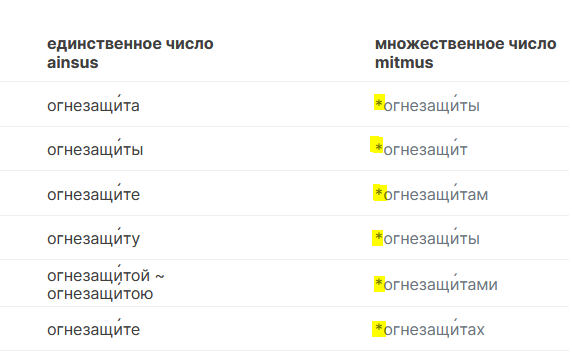 единственное число множественное число
ainsus mitmus
огнезащи́та *огнезащи́ты
огнезащи́ты *огнезащи́т
огнезащи́те *огнезащи́там
огнезащи́ту *огнезащи́ты
огнезащи́той ~
огнезащи́тою *огнезащи́тами
огнезащи́те *огнезащи́тах